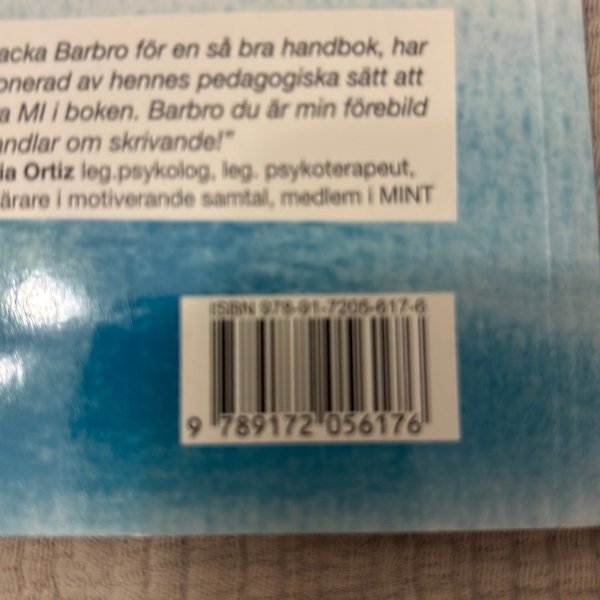 acka Barbro för en så bra handbok, har
onerad av hennes pedagogiska sätt att
a MI i boken. Barbro du är min förebild
andlar om skrivande!"
ia Ortiz leg.psykolog, leg. psykoterapeut,
ärare i motiverande samtal, medlem i MINT
ISBN 978-91-7205-617-6
9 789172 056176